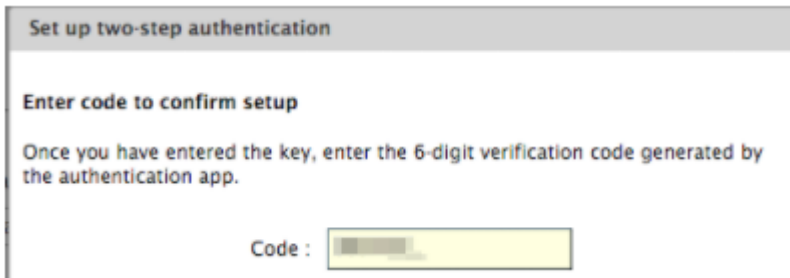 Set up two-step authentication
Enter code to confirm setup
Once you have entered the key, enter the 6-digit verification code generated by
the authentication app.
Code :